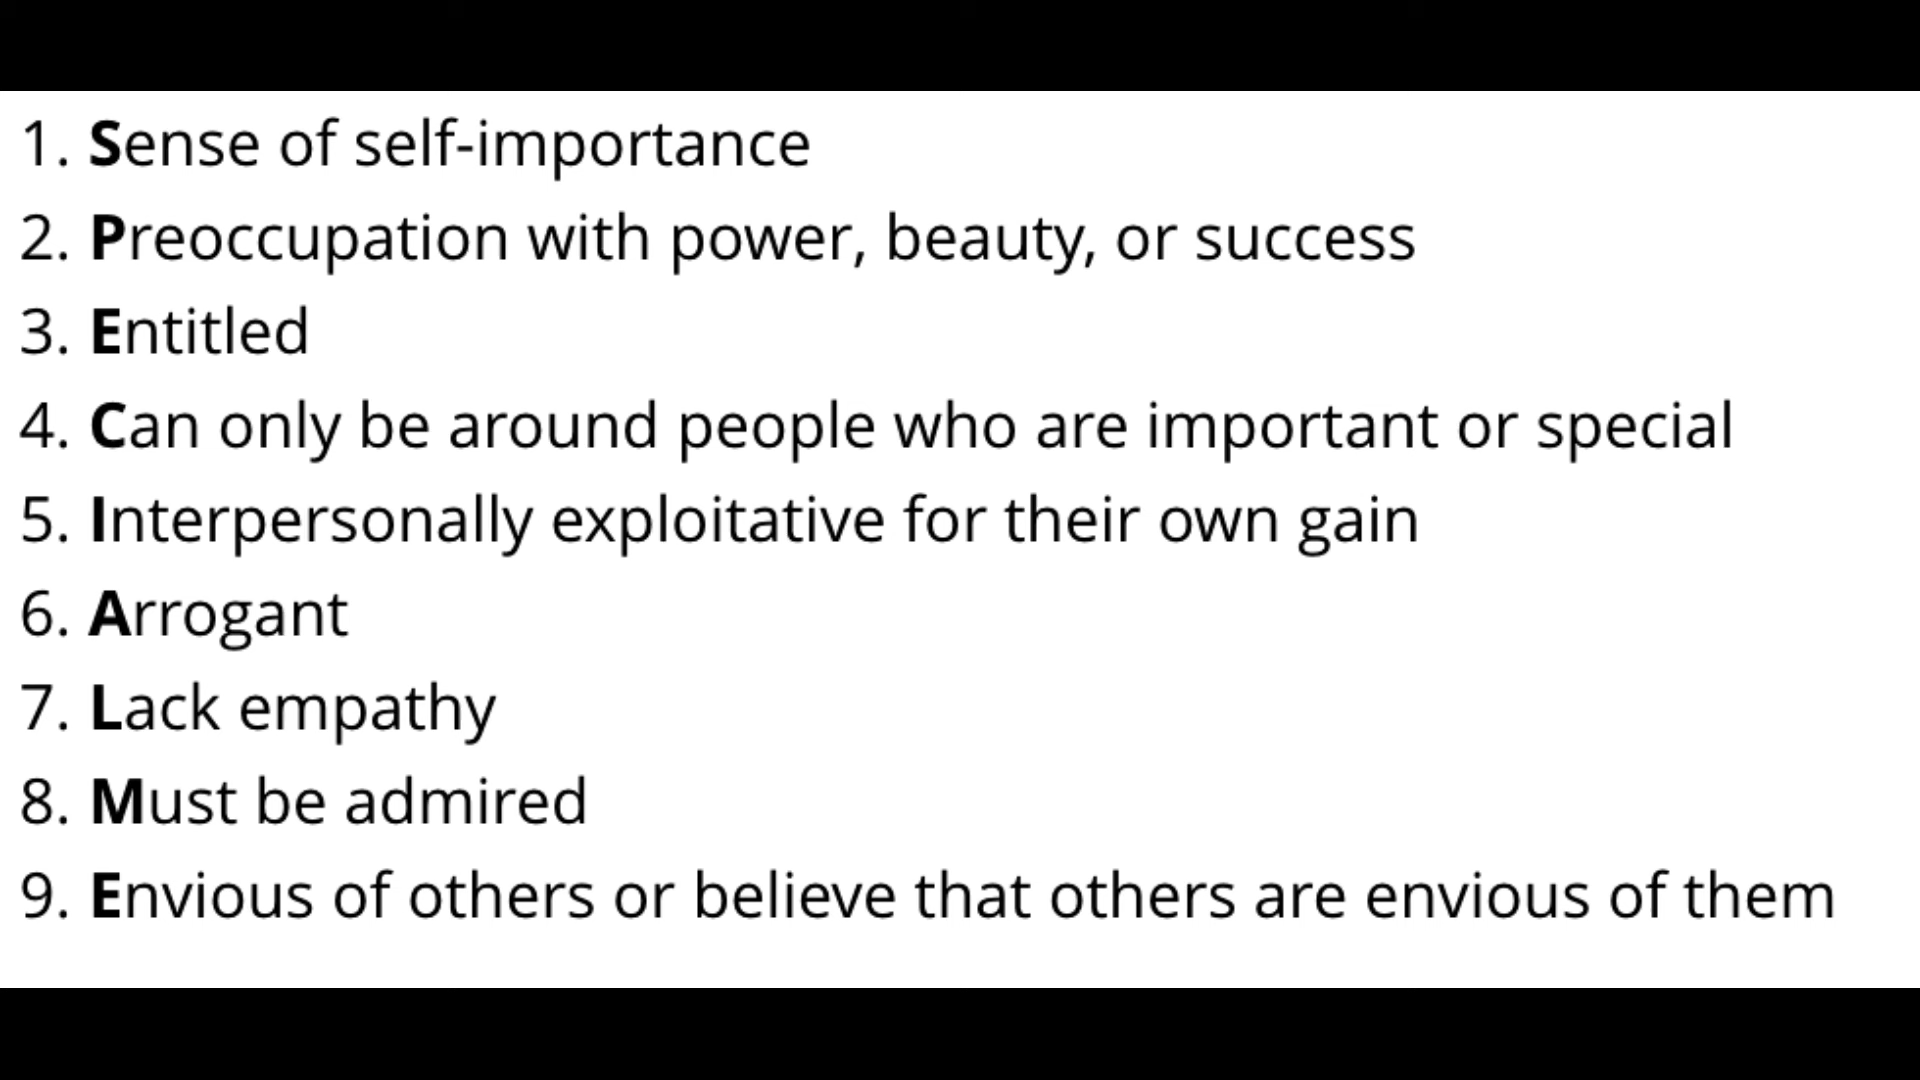 1. Sense of self-importance
2. Preoccupation with power, beauty, or success
3. Entitled
4. Can only be around people who are important or special
5. Interpersonally exploitative for their own gain
6. Arrogant
7. Lack empathy
8. Must be admired
9. Envious of others or believe that others are envious of them